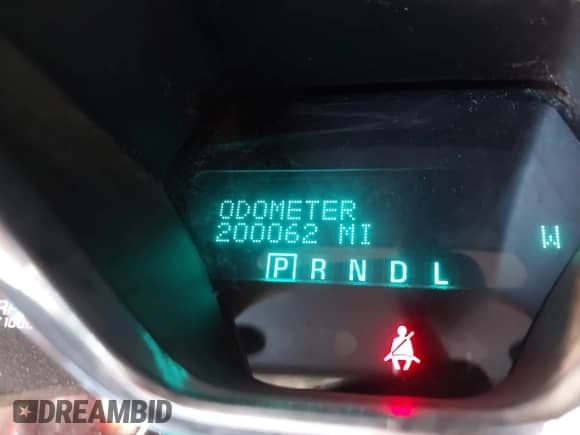 ODOMETER
200062 MI
W
P R N D L
DREAMBID